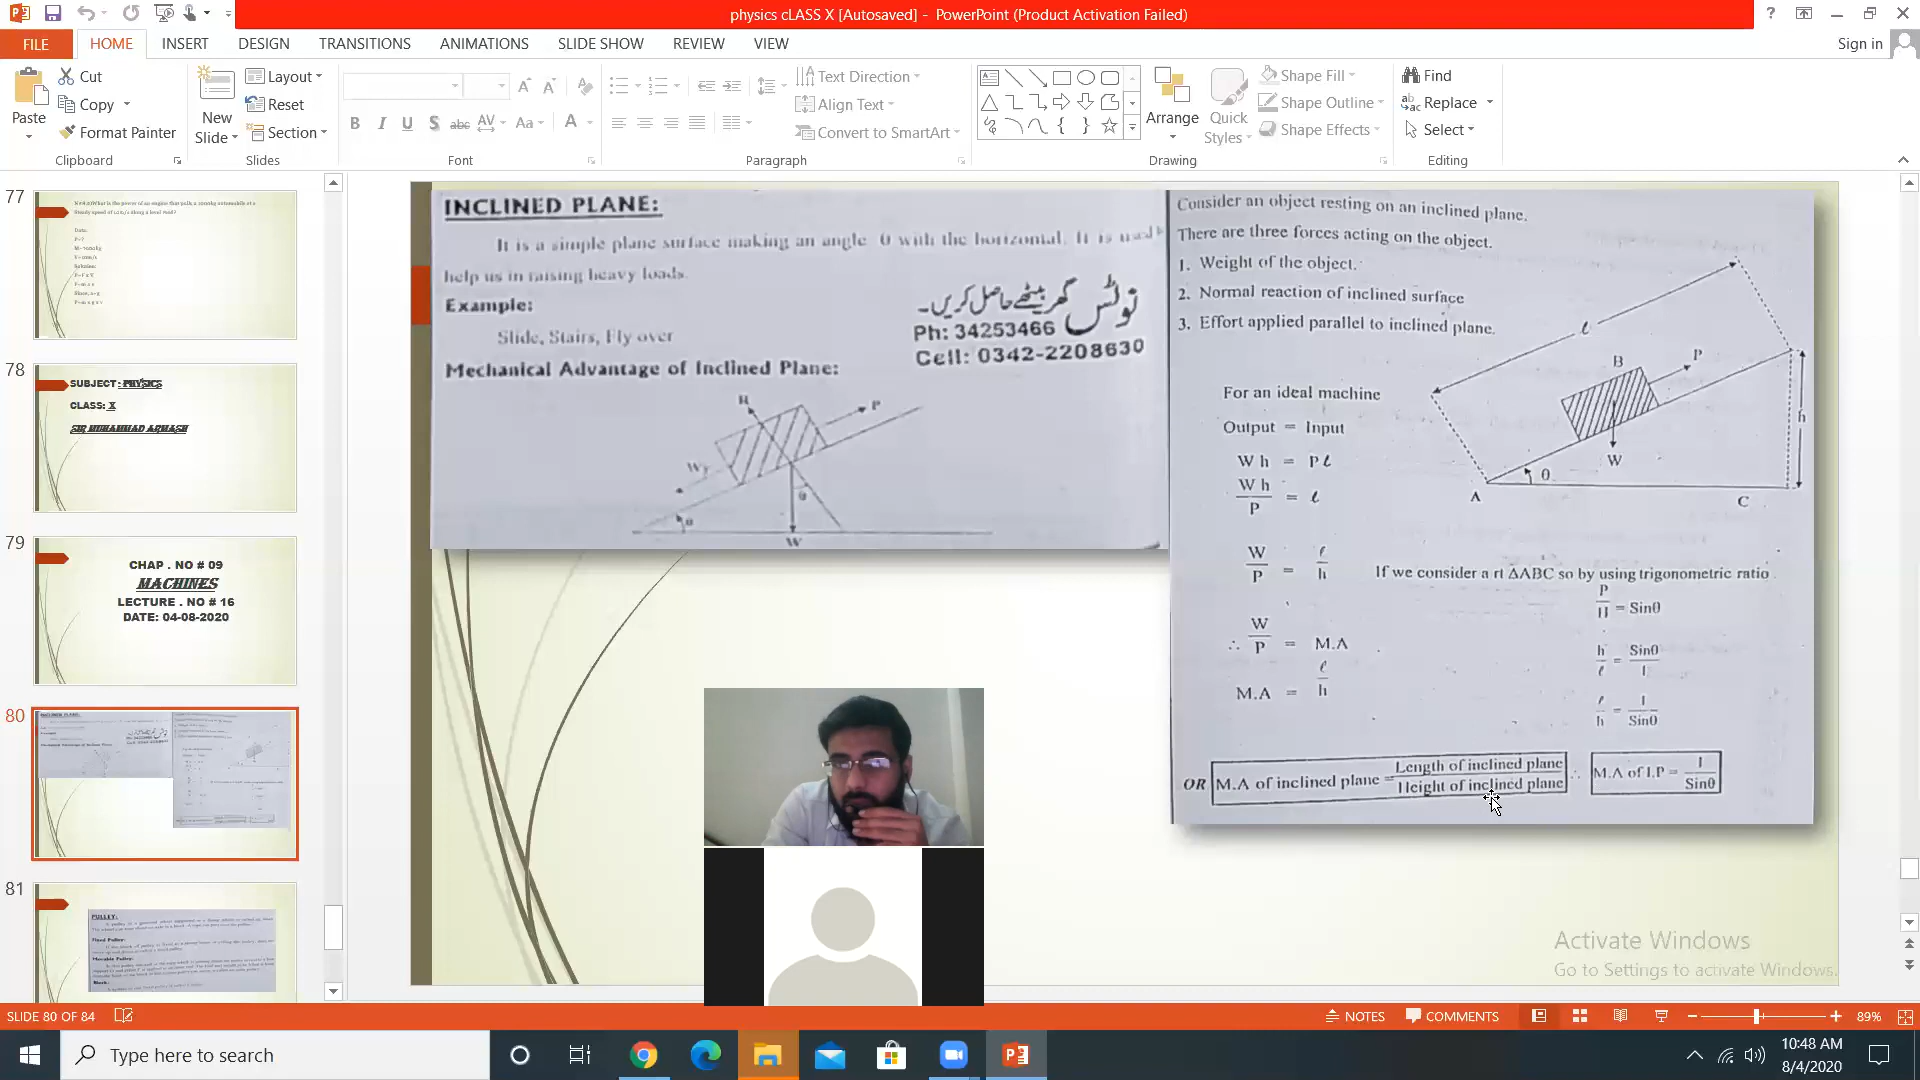 physics cLASS X [Autosaved] - PowerPoint (Product Activation Failed)
FILE HOME INSERT DESIGN TRANSITIONS ANIMATIONS SLIDE SHOW REVIEW VIEW Sign in
Paste Cut Copy Format Painter Clipboard
New Slide Layout Reset Section Slides
Font
Text Direction Align Text Convert to SmartArt Paragraph
Arrange Quick Styles Shape Fill Shape Outline Shape Effects Drawing
Find Replace Select Editing
77
78
SUBJECT : PHYSICS
CLASS: X
SIR MUHAMMAD ARBASH
79
CHAP . NO # 09
MACHINES
LECTURE . NO # 16
DATE: 04-08-2020
80
81
PULLEY:
INCLINED PLANE:
It is a simple plane surface making an angle θ with the horizontal. It is used
help us in raising heavy loads.
Example:
Slide, Stairs, Fly over
نوٹس گھر بیٹھے حاصل کریں۔
Ph: 34253466
Cell: 0342-2208630
Mechanical Advantage of Inclined Plane:
R
P
θ
W
Consider an object resting on an inclined plane.
There are three forces acting on the object.
1. Weight of the object.
2. Normal reaction of inclined surface
3. Effort applied parallel to inclined plane.
ℓ
B P
h
W
θ
A C
For an ideal machine
Output = Input
W h = P ℓ
W h / P = ℓ
W / P = ℓ / h
If we consider a rt ΔABC so by using trigonometric ratio
∴ W / P = M.A
M.A = ℓ / h
P / H = Sinθ
h / ℓ = Sinθ / 1
ℓ / h = 1 / Sinθ
OR M.A of inclined plane = Length of inclined plane / Height of inclined plane ∴ M.A of I.P = 1 / Sinθ
Activate Windows
Go to Settings to activate Windows.
SLIDE 80 OF 84 NOTES COMMENTS 89%
Type here to search
10:48 AM
8/4/2020